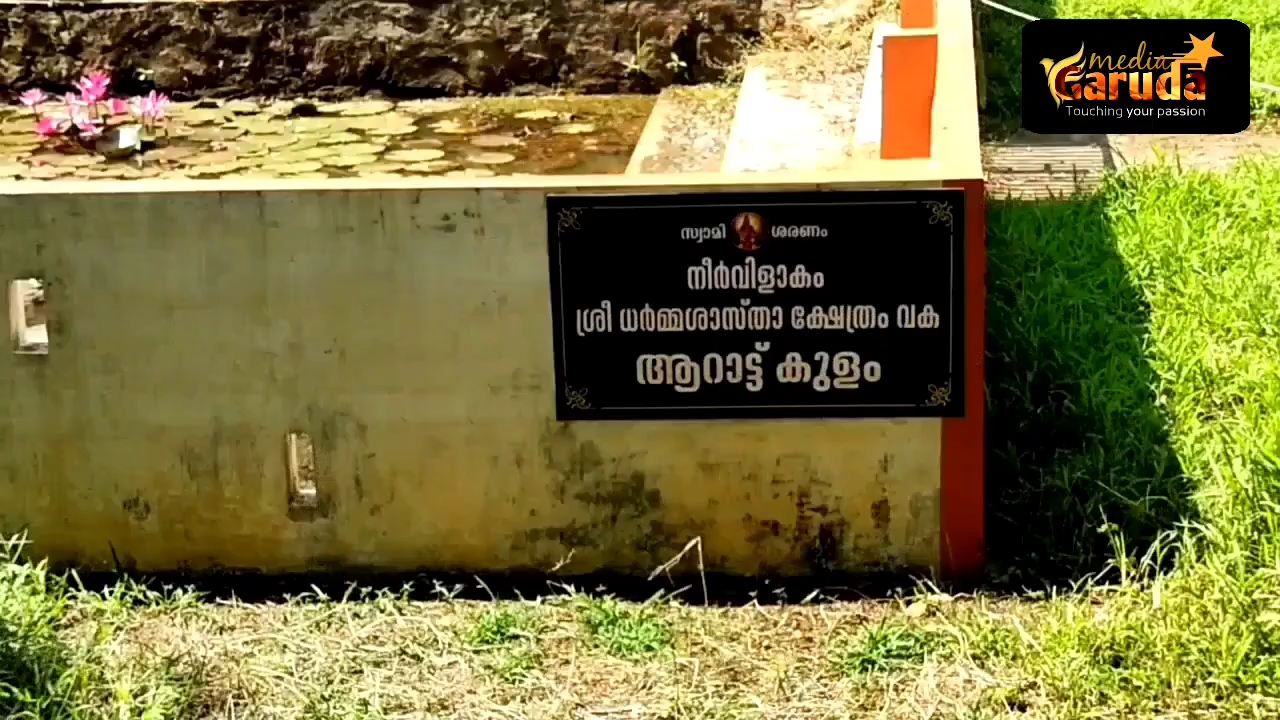 media
Garuda
Touching your passion
സ്വാമി ശരണം
നീർവിളാകം
ശ്രീ ധർമ്മശാസ്താ ക്ഷേത്രം വക
ആറാട്ട് കുളം